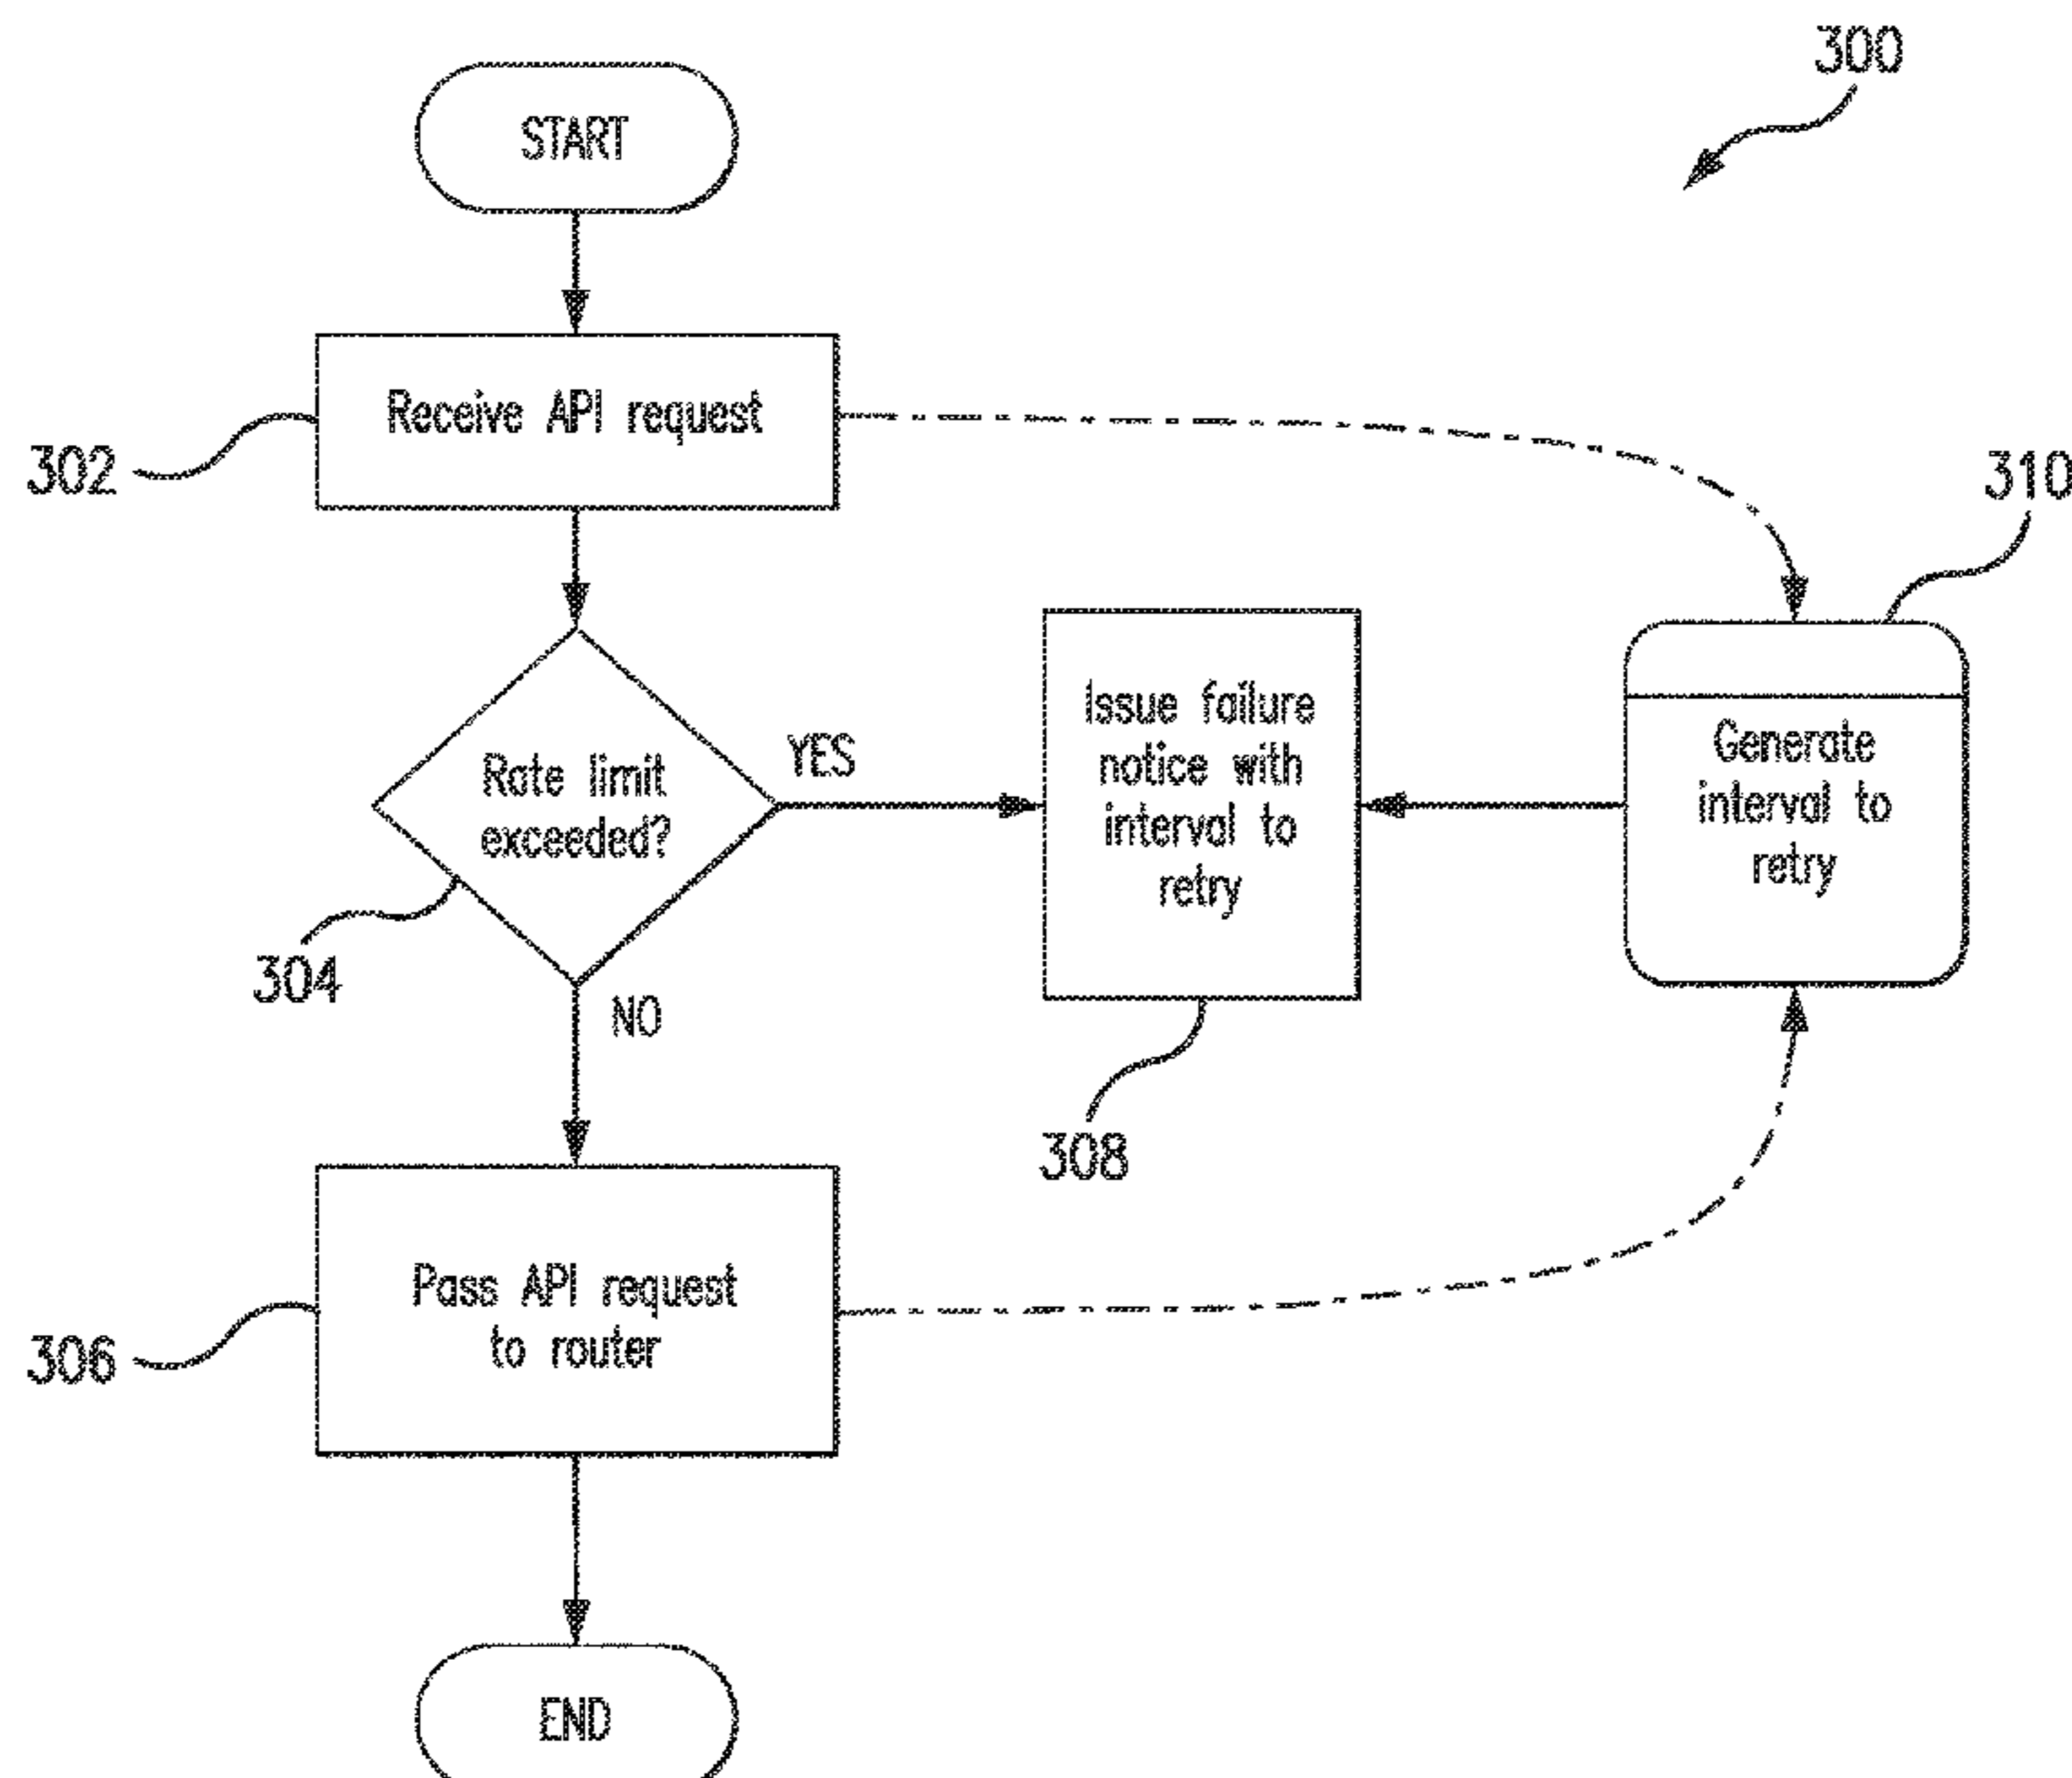 300
START
Receive API request
302
310
Issue failure
notice with
interval to
retry
Generate
interval to
retry
YES
Rate limit
exceeded?
304
NO
308
Pass API request
to router
306
END